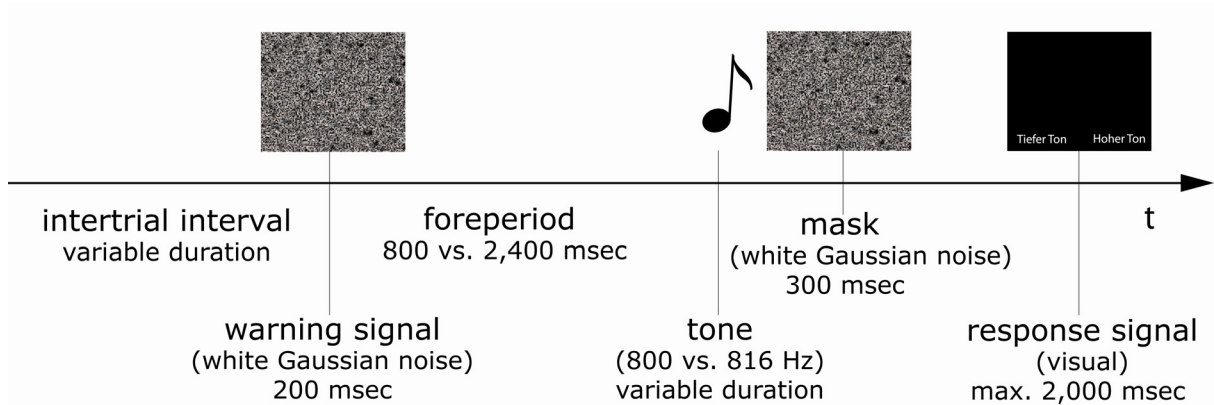 Tiefer Ton
Hoher Ton
intertrial interval
variable duration
foreperiod
800 vs. 2,400 msec
mask
(white Gaussian noise)
300 msec
t
warning signal
(white Gaussian noise)
200 msec
tone
(800 vs. 816 Hz)
variable duration
response signal
(visual)
max. 2,000 msec